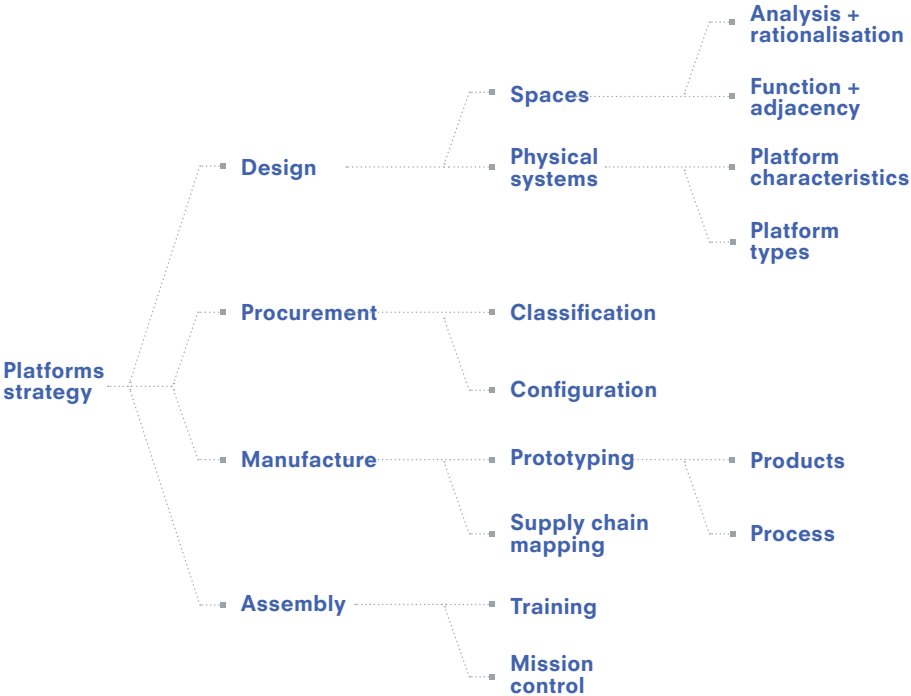 Analysis +
rationalisation
Spaces
Function +
adjacency
Design
Physical
systems
Platform
characteristics
Platform
types
Procurement
Classification
Platforms
strategy
Configuration
Manufacture
Prototyping
Products
Supply chain
mapping
Process
Assembly
Training
Mission
control